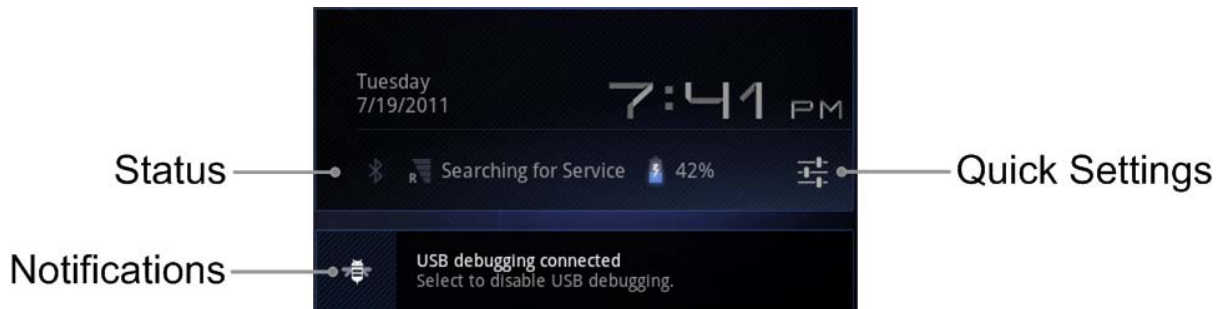 Tuesday
7/19/2011
7:41 PM
Status
R Searching for Service 42%
Quick Settings
Notifications
USB debugging connected
Select to disable USB debugging.